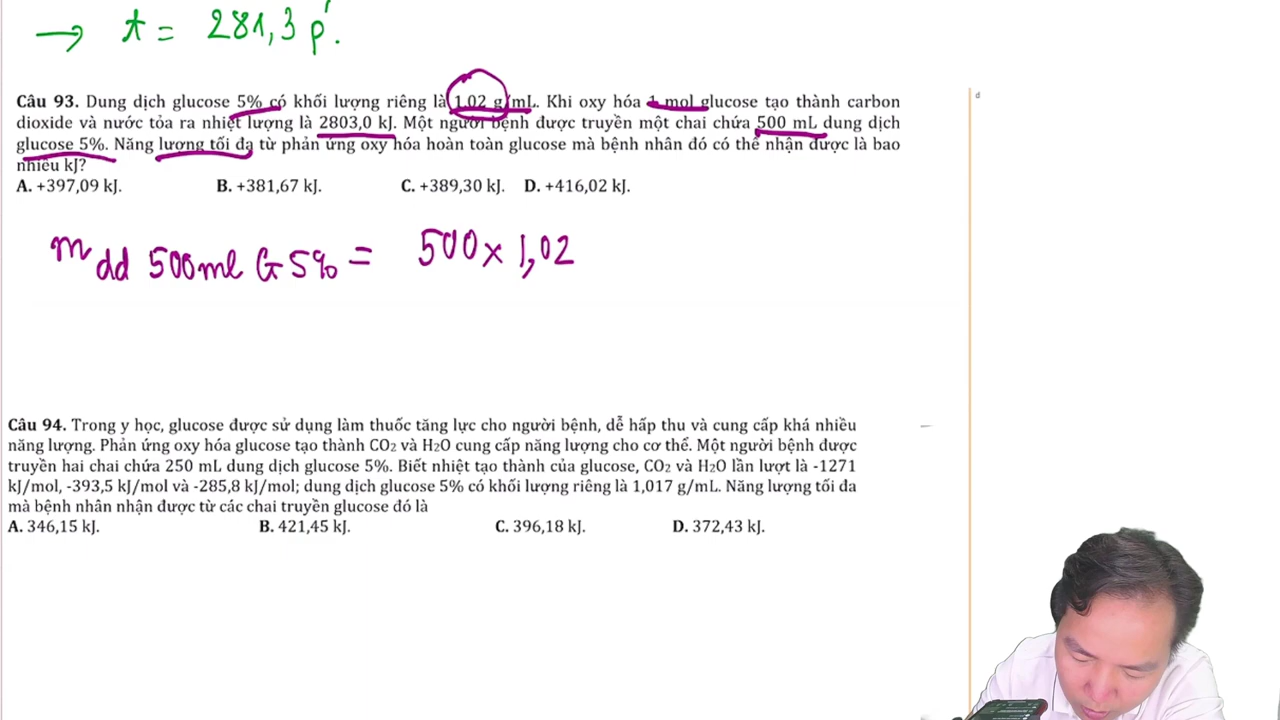 → t = 281,3 p'.
Câu 93. Dung dịch glucose 5% có khối lượng riêng là 1,02 g/mL. Khi oxy hóa 1 mol glucose tạo thành carbon
dioxide và nước tỏa ra nhiệt lượng là 2803,0 kJ. Một người bệnh được truyền một chai chứa 500 mL dung dịch
glucose 5%. Năng lượng tối đa từ phản ứng oxy hóa hoàn toàn glucose mà bệnh nhân đó có thể nhận được là bao
nhiêu kJ?
A. +397,09 kJ. B. +381,67 kJ. C. +389,30 kJ. D. +416,02 kJ.
m dd 500ml G 5% = 500 × 1,02
Câu 94. Trong y học, glucose được sử dụng làm thuốc tăng lực cho người bệnh, dễ hấp thu và cung cấp khá nhiều
năng lượng. Phản ứng oxy hóa glucose tạo thành CO₂ và H₂O cung cấp năng lượng cho cơ thể. Một người bệnh được
truyền hai chai chứa 250 mL dung dịch glucose 5%. Biết nhiệt tạo thành của glucose, CO₂ và H₂O lần lượt là -1271
kJ/mol, -393,5 kJ/mol và -285,8 kJ/mol; dung dịch glucose 5% có khối lượng riêng là 1,017 g/mL. Năng lượng tối đa
mà bệnh nhân nhận được từ các chai truyền glucose đó là
A. 346,15 kJ. B. 421,45 kJ. C. 396,18 kJ. D. 372,43 kJ.